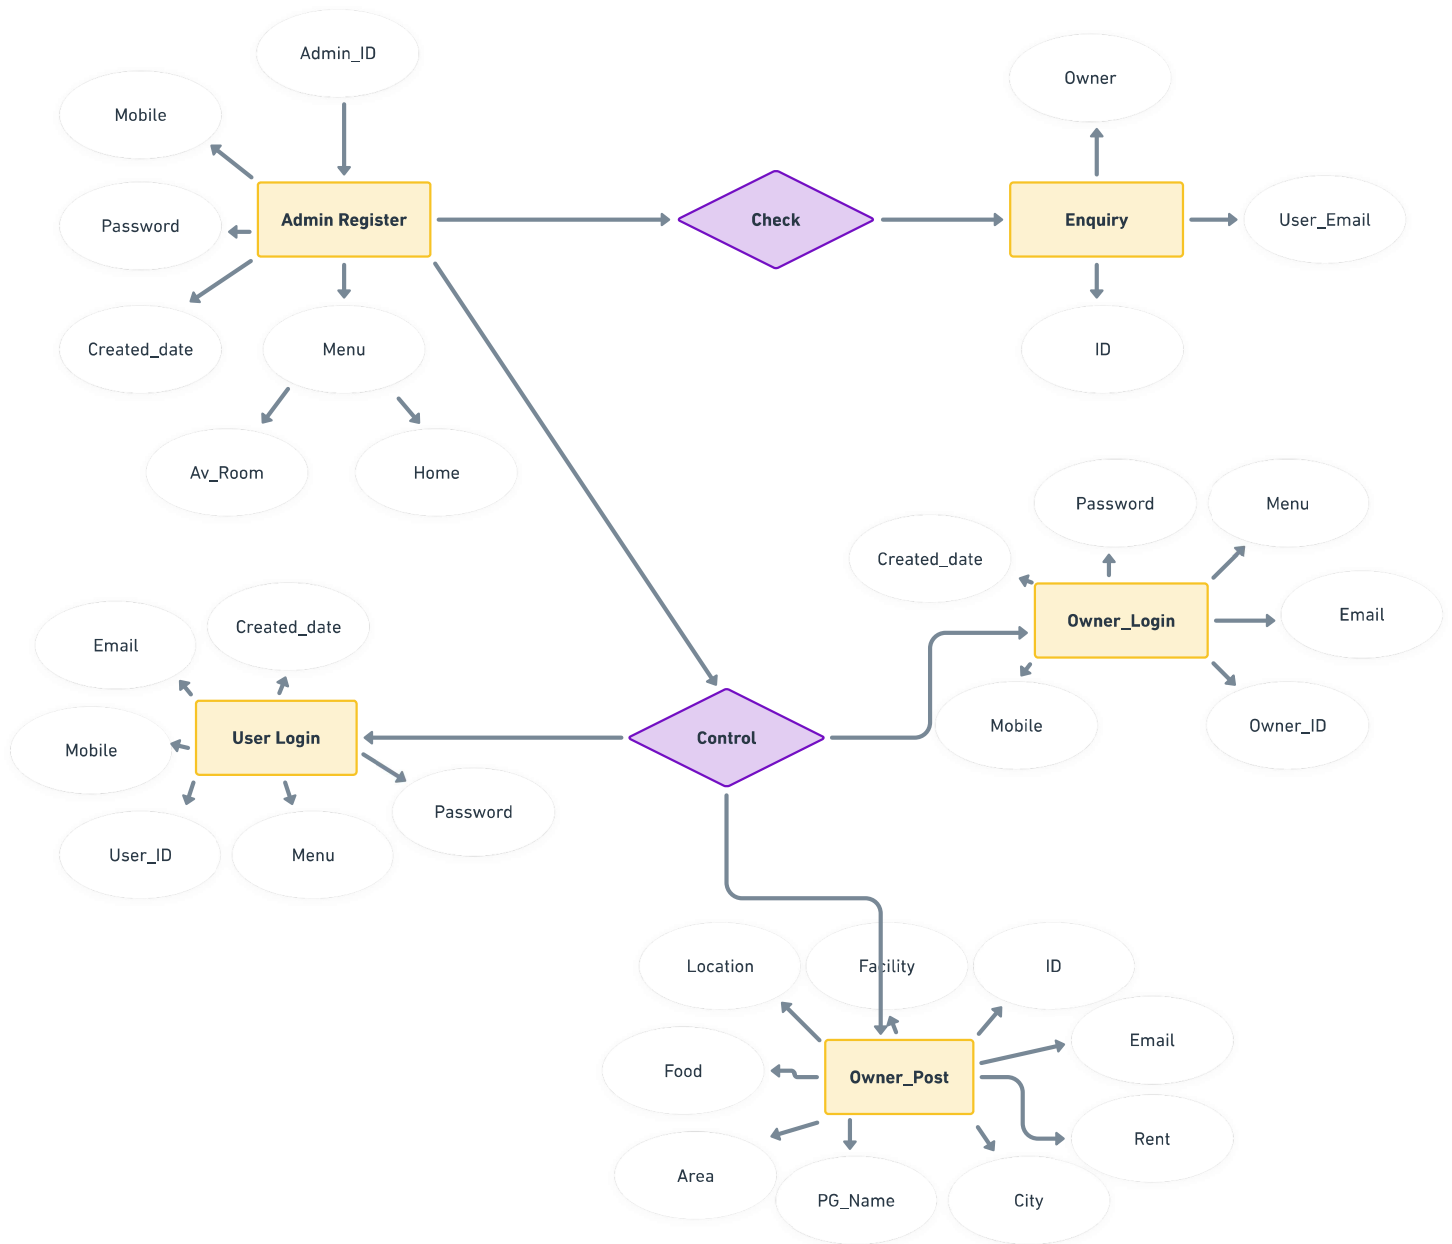 Admin_ID
Mobile
Password
Created_date
Admin Register
Menu
Av_Room
Home
Check
Owner
Enquiry
User_Email
ID
Password
Menu
Created_date
Owner_Login
Email
Mobile
Owner_ID
Control
Created_date
Email
User Login
Mobile
Password
User_ID
Menu
Location
Facility
ID
Email
Food
Owner_Post
Rent
Area
PG_Name
City